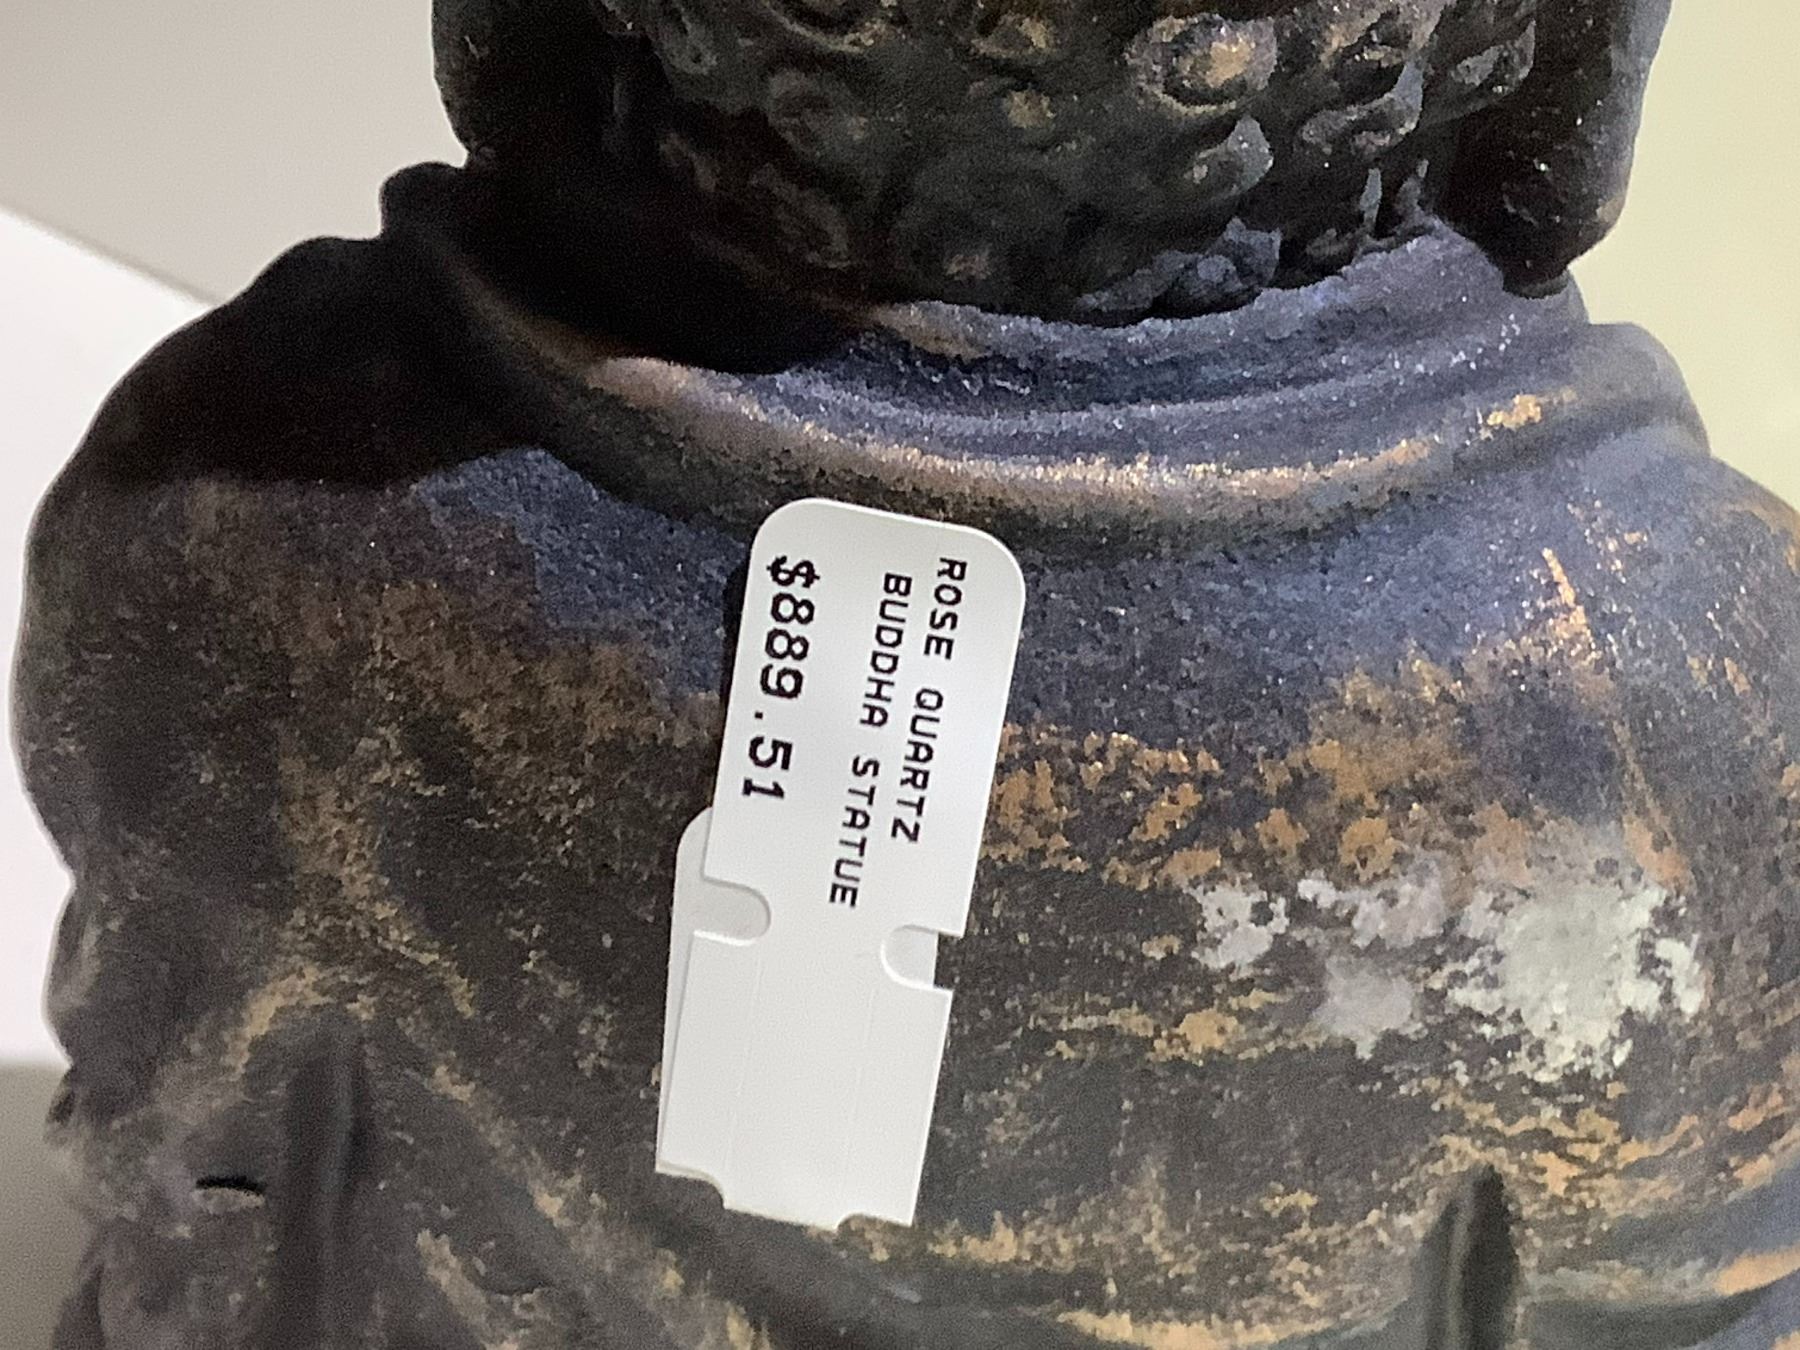 ROSE QUARTZ
BUDDHA STATUE
$889.51